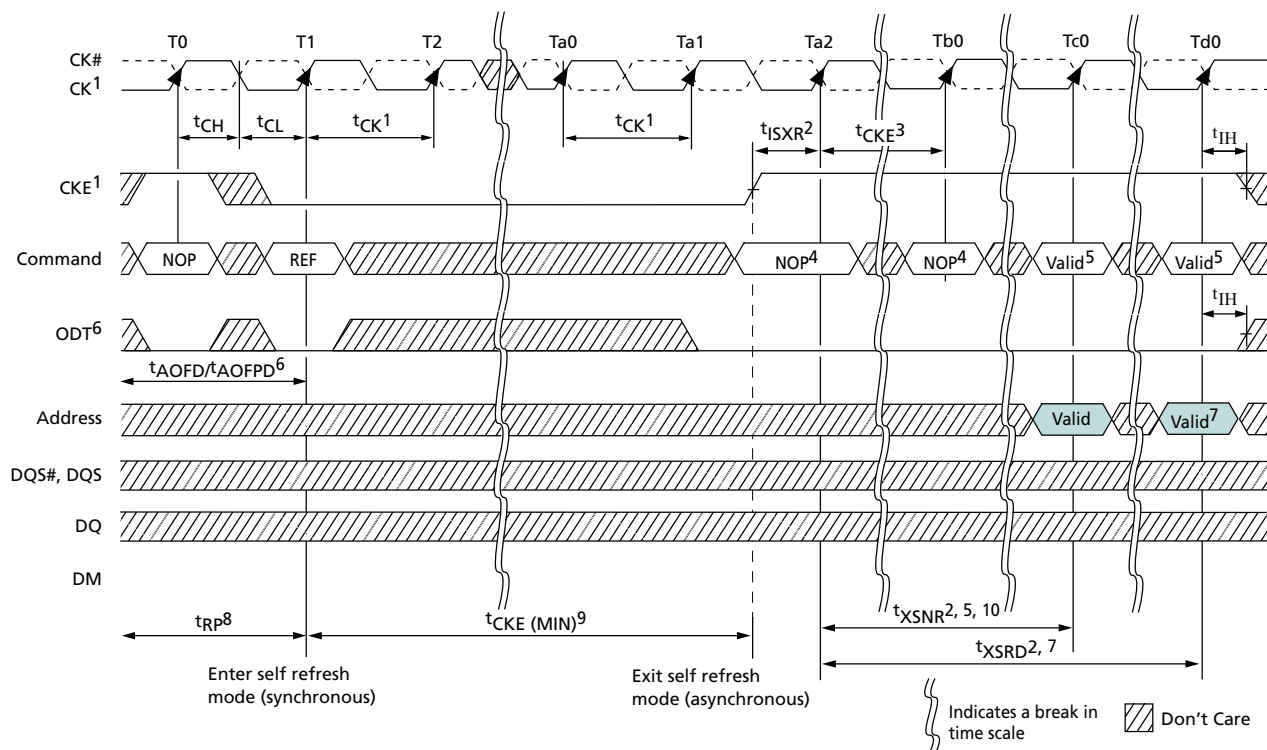 T0 T1 T2 Ta0 Ta1 Ta2 Tb0 Tc0 Td0
CK#
CK1
tCH tCL tCK1 tCK1 tISXR2 tCKE3 tIH
CKE1
Command NOP REF NOP4 NOP4 Valid5 Valid5
tIH
ODT6
tAOFD/tAOFPD6
Address Valid Valid7
DQS#, DQS
DQ
DM
tRP8 tCKE (MIN)9 tXSNR2, 5, 10
tXSRD2, 7
Enter self refresh
mode (synchronous)
Exit self refresh
mode (asynchronous)
Indicates a break in
time scale
Don't Care